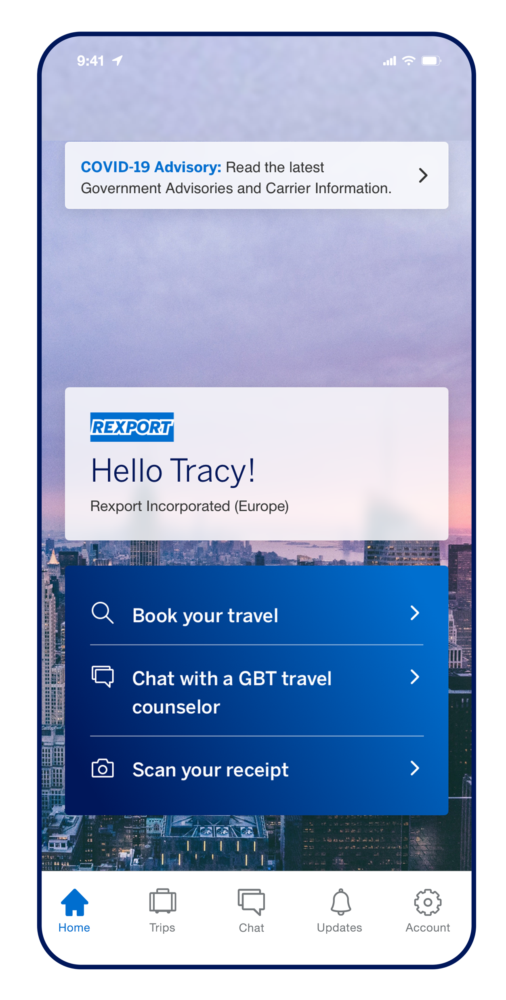 9:41
COVID-19 Advisory: Read the latest
Government Advisories and Carrier Information.
REXPORT
Hello Tracy!
Rexport Incorporated (Europe)
Book your travel
Chat with a GBT travel
counselor
Scan your receipt
Home Trips Chat Updates Account